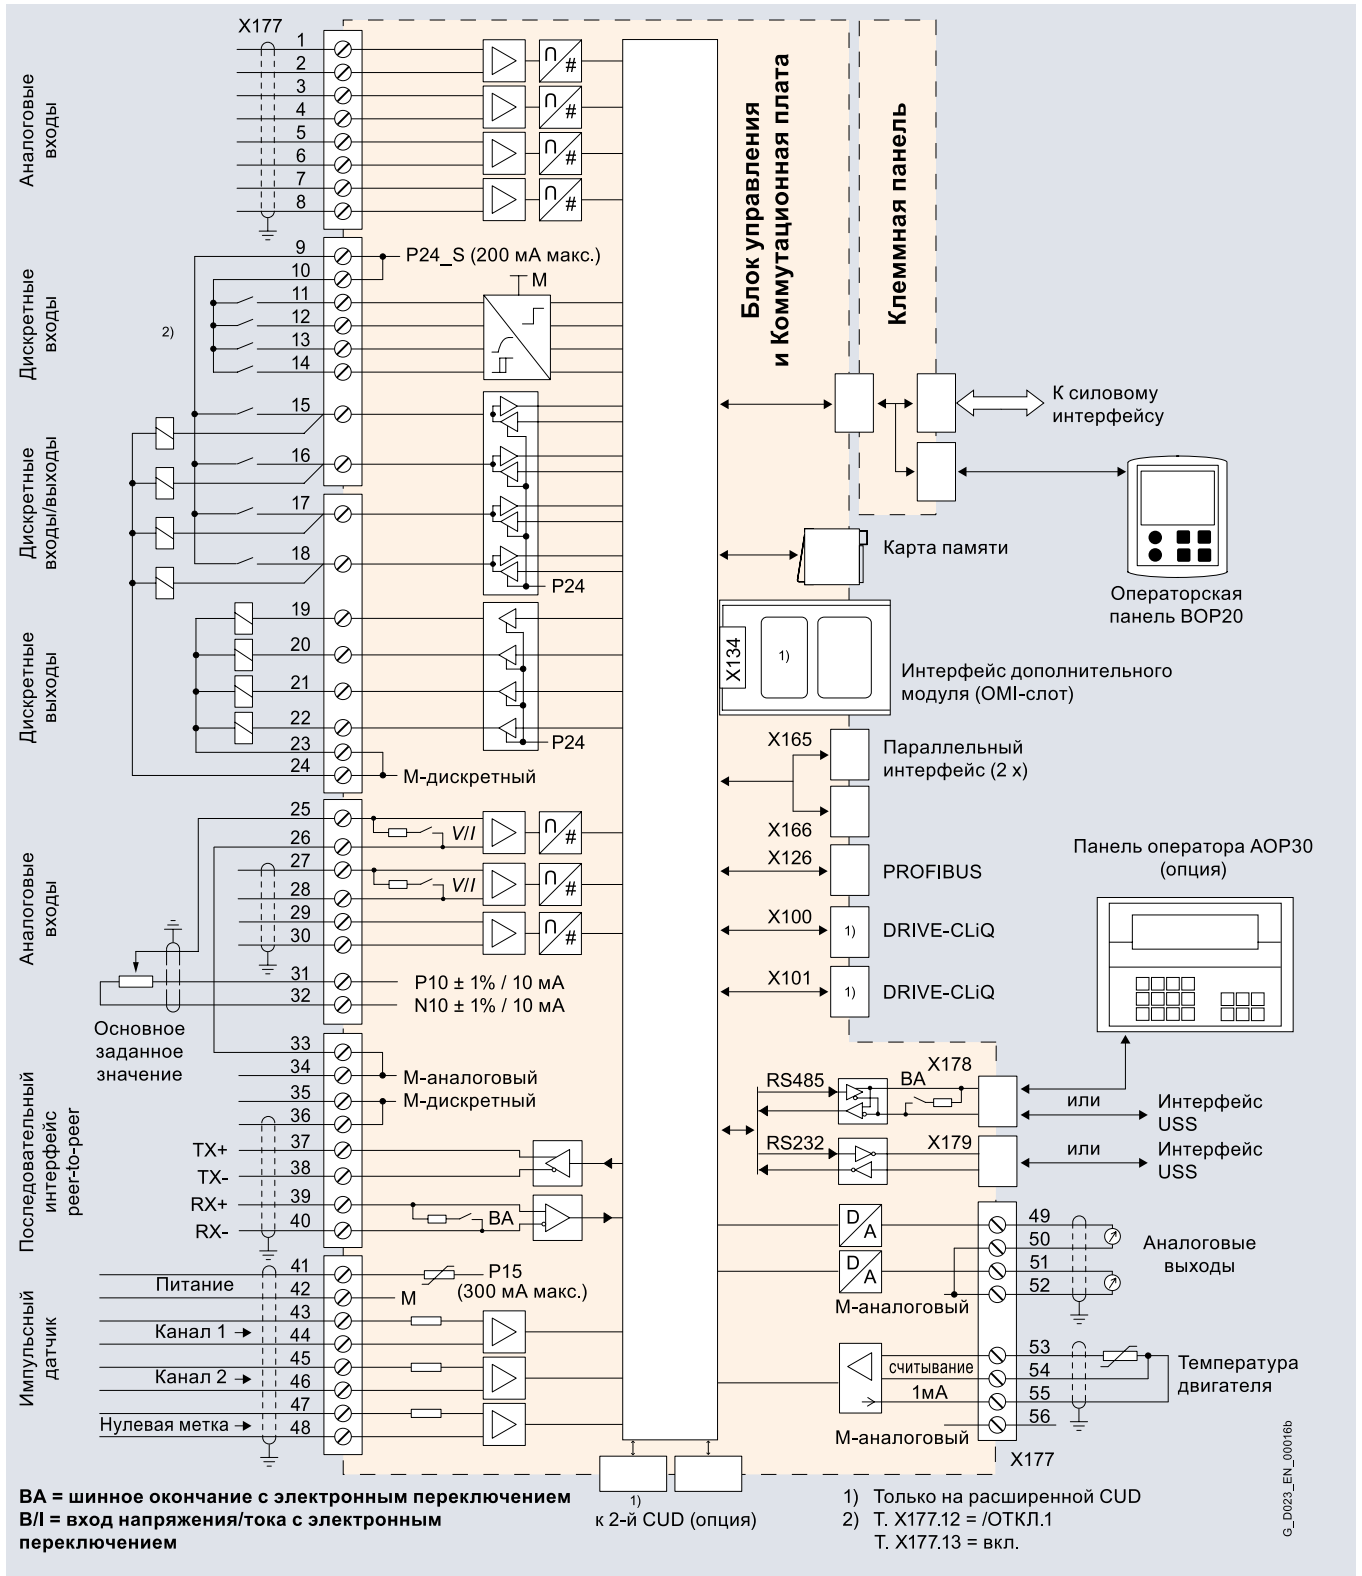 X177
Аналоговые
входы
1
2
3
4
5
6
7
8
∩
#
∩
#
∩
#
∩
#
Блок управления
и Коммутационная плата
Клеммная панель
Дискретные
входы
2)
9
10
11
12
13
14
P24_S (200 мА макс.)
M
Дискретные
входы/выходы
15
16
17
18
P24
Дискретные
выходы
19
20
21
22
23
24
P24
М-дискретный
К силовому
интерфейсу
Карта памяти
Операторская
панель BOP20
X134
1)
Интерфейс дополнительного
модуля (OMI-слот)
X165
Параллельный
интерфейс (2 x)
X166
X126
PROFIBUS
X100
1)
DRIVE-CLiQ
X101
1)
DRIVE-CLiQ
Панель оператора AOP30
(опция)
Аналоговые
входы
25
26
27
28
29
30
31
32
V/I
V/I
∩
#
∩
#
∩
#
P10 ± 1% / 10 мА
N10 ± 1% / 10 мА
Основное
заданное
значение
Последовательный
интерфейс
peer-to-peer
33
34
35
36
37
38
39
40
М-аналоговый
М-дискретный
TX+
TX-
RX+
RX-
BA
X178
RS485
BA
или
Интерфейс
USS
X179
RS232
или
Интерфейс
USS
Импульсный
датчик
41
42
43
44
45
46
47
48
Питание
Канал 1
Канал 2
Нулевая метка
P15
(300 мА макс.)
M
D
A
D
A
49
50
51
52
Аналоговые
выходы
М-аналоговый
считывание
1мА
53
54
55
56
Температура
двигателя
М-аналоговый
X177
G_D023_EN_00016b
BA = шинное окончание с электронным переключением
B/I = вход напряжения/тока с электронным
переключением
1)
к 2-й CUD (опция)
1) Только на расширенной CUD
2) Т. X177.12 = /ОТКЛ.1
Т. X177.13 = вкл.